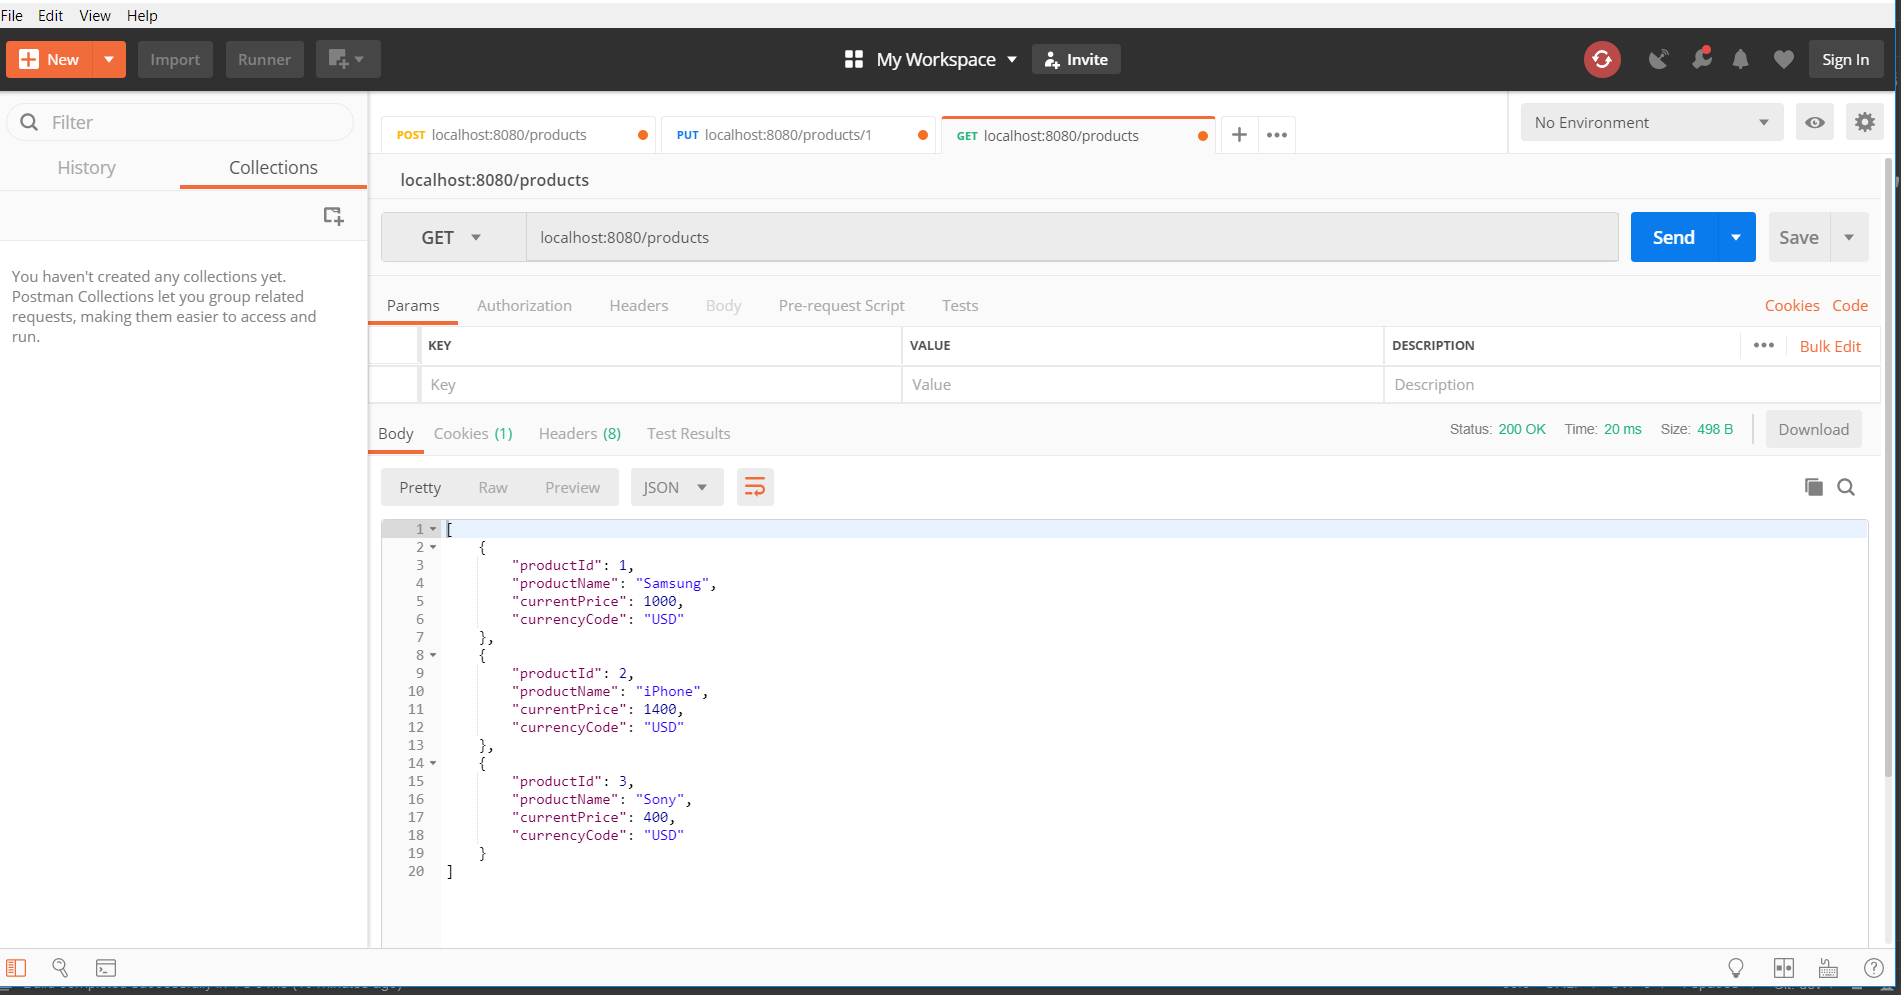 File Edit View Help
New Import Runner My Workspace Invite Sign In
Filter
History Collections
You haven't created any collections yet.
Postman Collections let you group related
requests, making them easier to access and
run.
POST localhost:8080/products PUT localhost:8080/products/1 GET localhost:8080/products + ••• No Environment
localhost:8080/products
GET localhost:8080/products Send Save
Params Authorization Headers Body Pre-request Script Tests Cookies Code
KEY VALUE DESCRIPTION ••• Bulk Edit
Key Value Description
Body Cookies (1) Headers (8) Test Results Status: 200 OK Time: 20 ms Size: 498 B Download
Pretty Raw Preview JSON
1 [
2 {
3 "productId": 1,
4 "productName": "Samsung",
5 "currentPrice": 1000,
6 "currencyCode": "USD"
7 },
8 {
9 "productId": 2,
10 "productName": "iPhone",
11 "currentPrice": 1400,
12 "currencyCode": "USD"
13 },
14 {
15 "productId": 3,
16 "productName": "Sony",
17 "currentPrice": 400,
18 "currencyCode": "USD"
19 }
20 ]